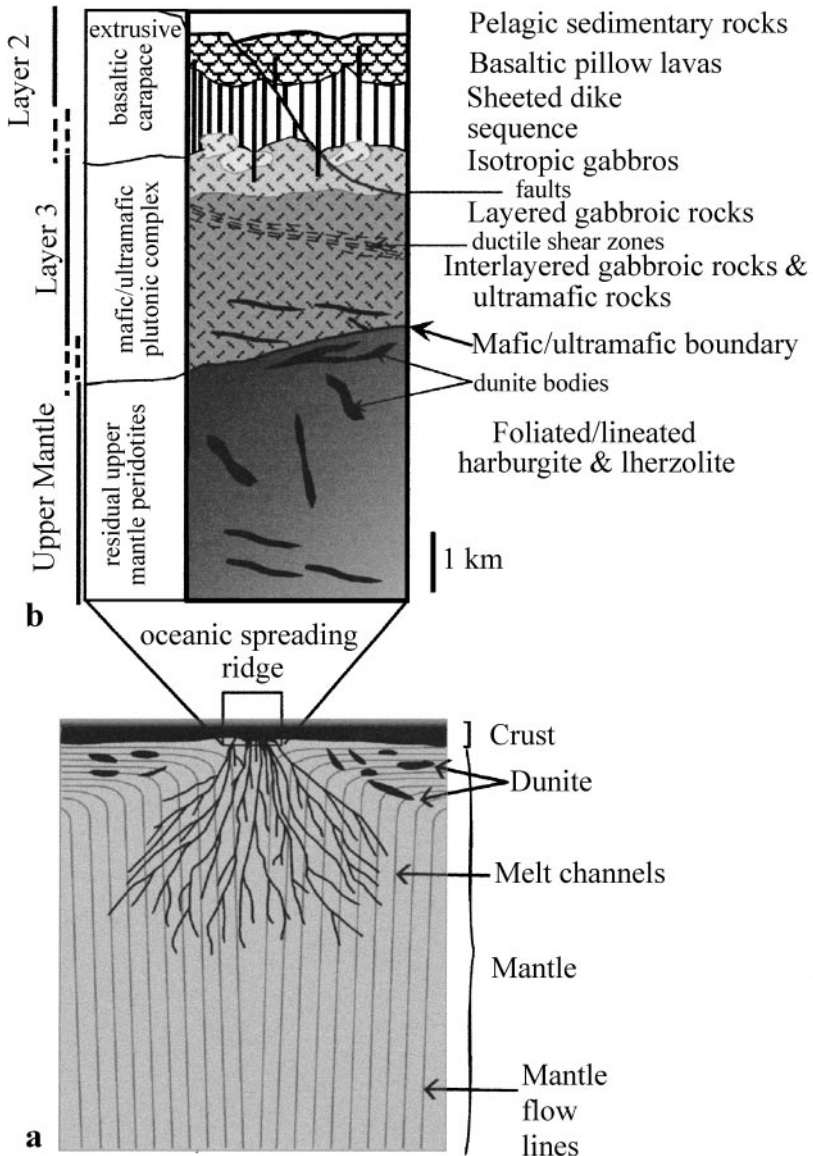 b
Layer 2
Layer 3
Upper Mantle
extrusive
basaltic
carapace
mafic/ultramafic
plutonic complex
residual upper
mantle peridotites
Pelagic sedimentary rocks
Basaltic pillow lavas
Sheeted dike
sequence
Isotropic gabbros
faults
Layered gabbroic rocks
ductile shear zones
Interlayered gabbroic rocks &
ultramafic rocks
Mafic/ultramafic boundary
dunite bodies
Foliated/lineated
harburgite & lherzolite
1 km
b
oceanic spreading
ridge
Crust
Dunite
Melt channels
Mantle
Mantle
flow
lines
a